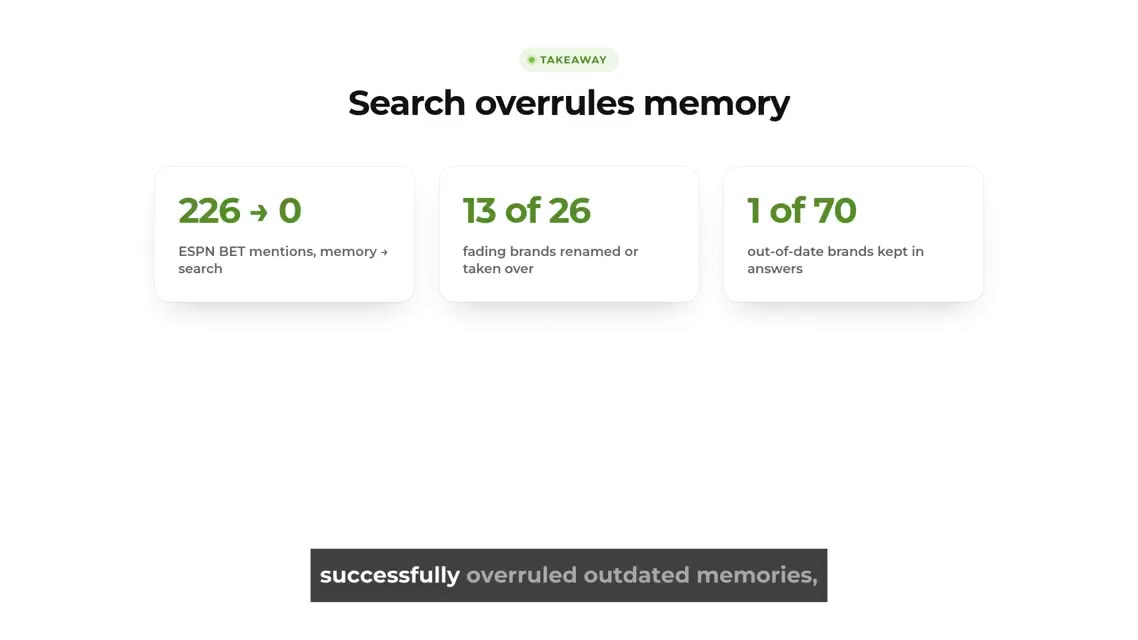 TAKEAWAY
Search overrules memory
226 → 0
ESPN BET mentions, memory →
search
13 of 26
fading brands renamed or
taken over
1 of 70
out-of-date brands kept in
answers
successfully overruled outdated memories,